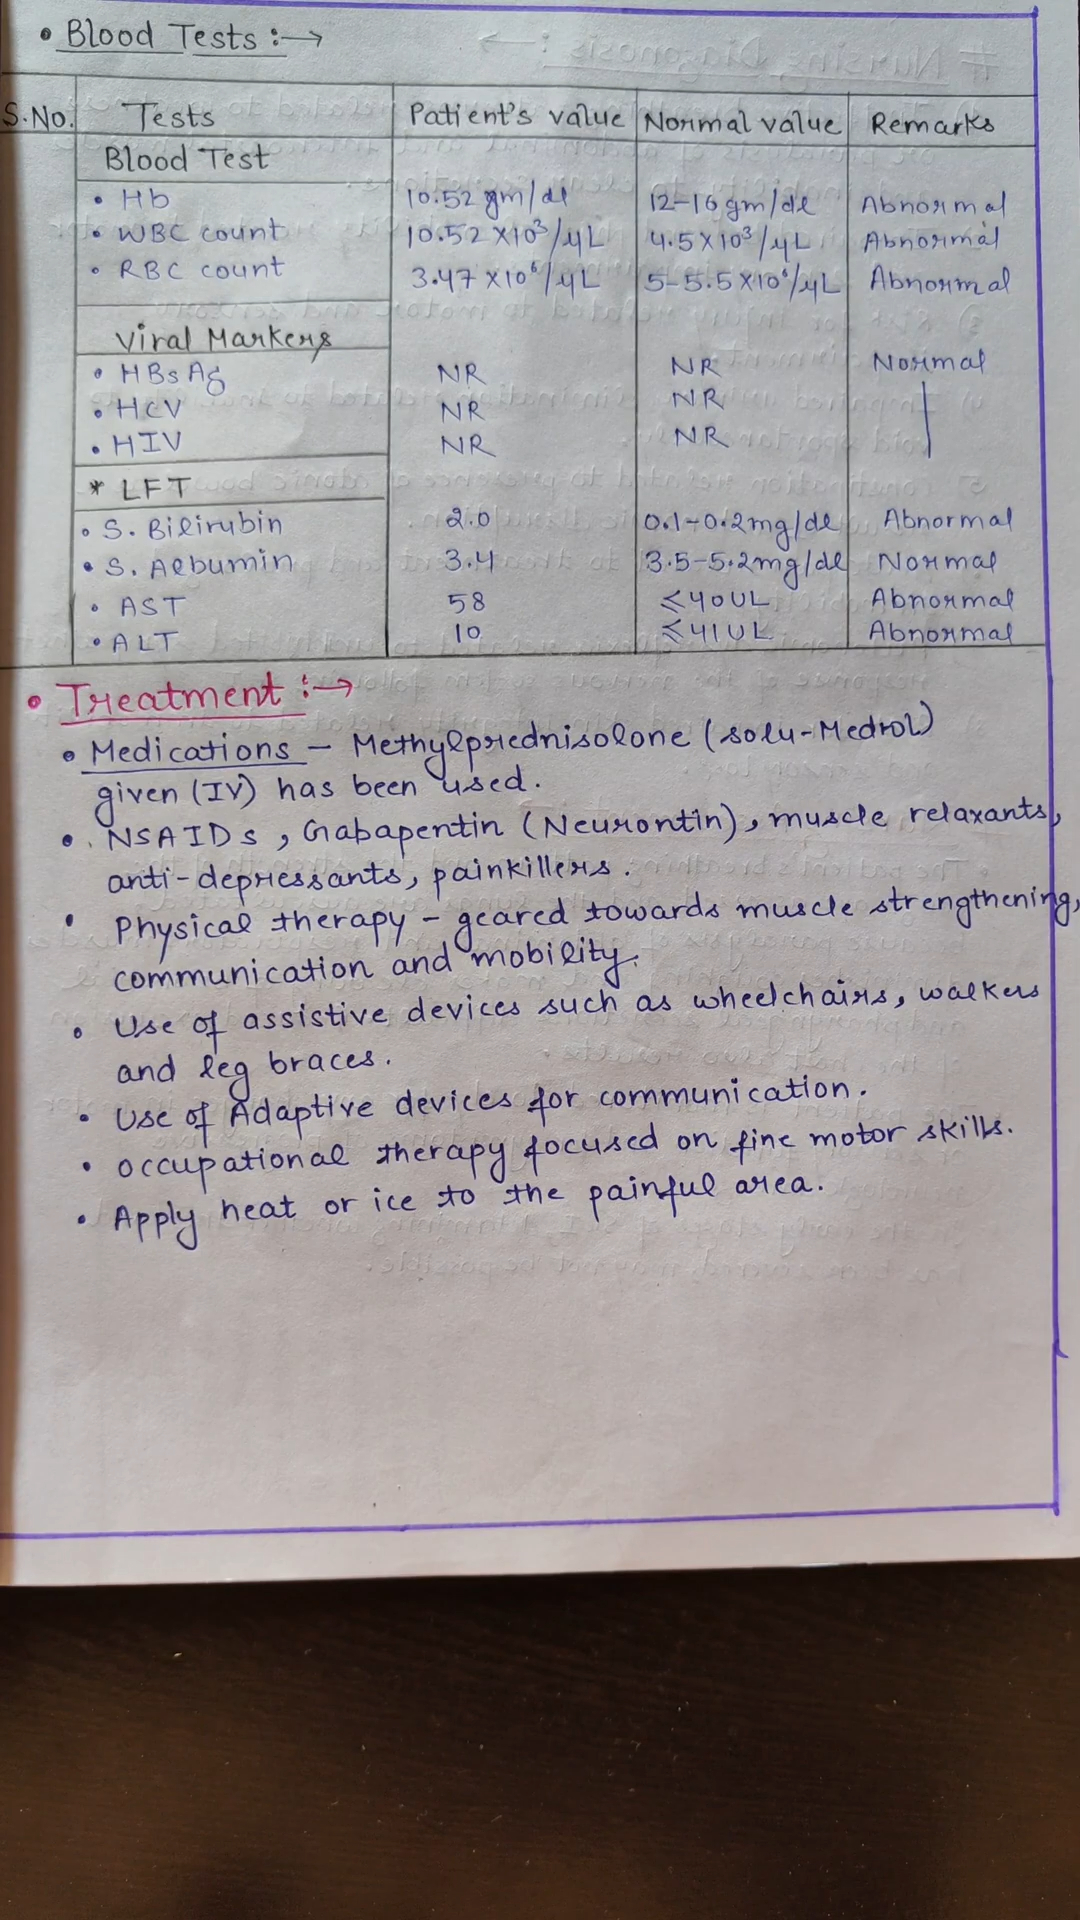 • Blood Tests :→
S.No. Tests Patient's value Normal value Remarks
Blood Test
• Hb 10.52 gm/dl 12-16 gm/dl Abnormal
• WBC count 10.52 X10³/µL 4.5X10³/µL Abnormal
• RBC count 3.47 X10⁶/µL 5-5.5X10⁶/µL Abnormal
Viral Markers
• HBsAg NR NR Normal
• HCV NR NR
• HIV NR NR
* LFT
• S. Bilirubin 2.0 0.1-0.2mg/dl Abnormal
• S. Albumin 3.4 3.5-5.2mg/dl Normal
• AST 58 ≤40UL Abnormal
• ALT 10 ≤41UL Abnormal
• Treatment :→
• Medications - Methylprednisolone (solu-Medrol)
given (IV) has been used.
• NSAIDs, Gabapentin (Neurontin), muscle relaxants,
anti-depressants, painkillers.
• Physical therapy - geared towards muscle strengthening,
communication and mobility.
• Use of assistive devices such as wheelchairs, walkers
and leg braces.
• Use of Adaptive devices for communication.
• occupational therapy focused on fine motor skills.
• Apply heat or ice to the painful area.